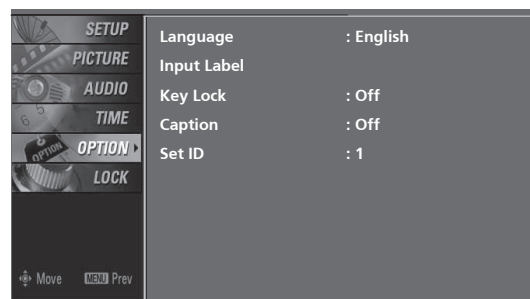 SETUP
PICTURE
AUDIO
TIME
OPTION
LOCK
Move MENU Prev
Language : English
Input Label
Key Lock : Off
Caption : Off
Set ID : 1